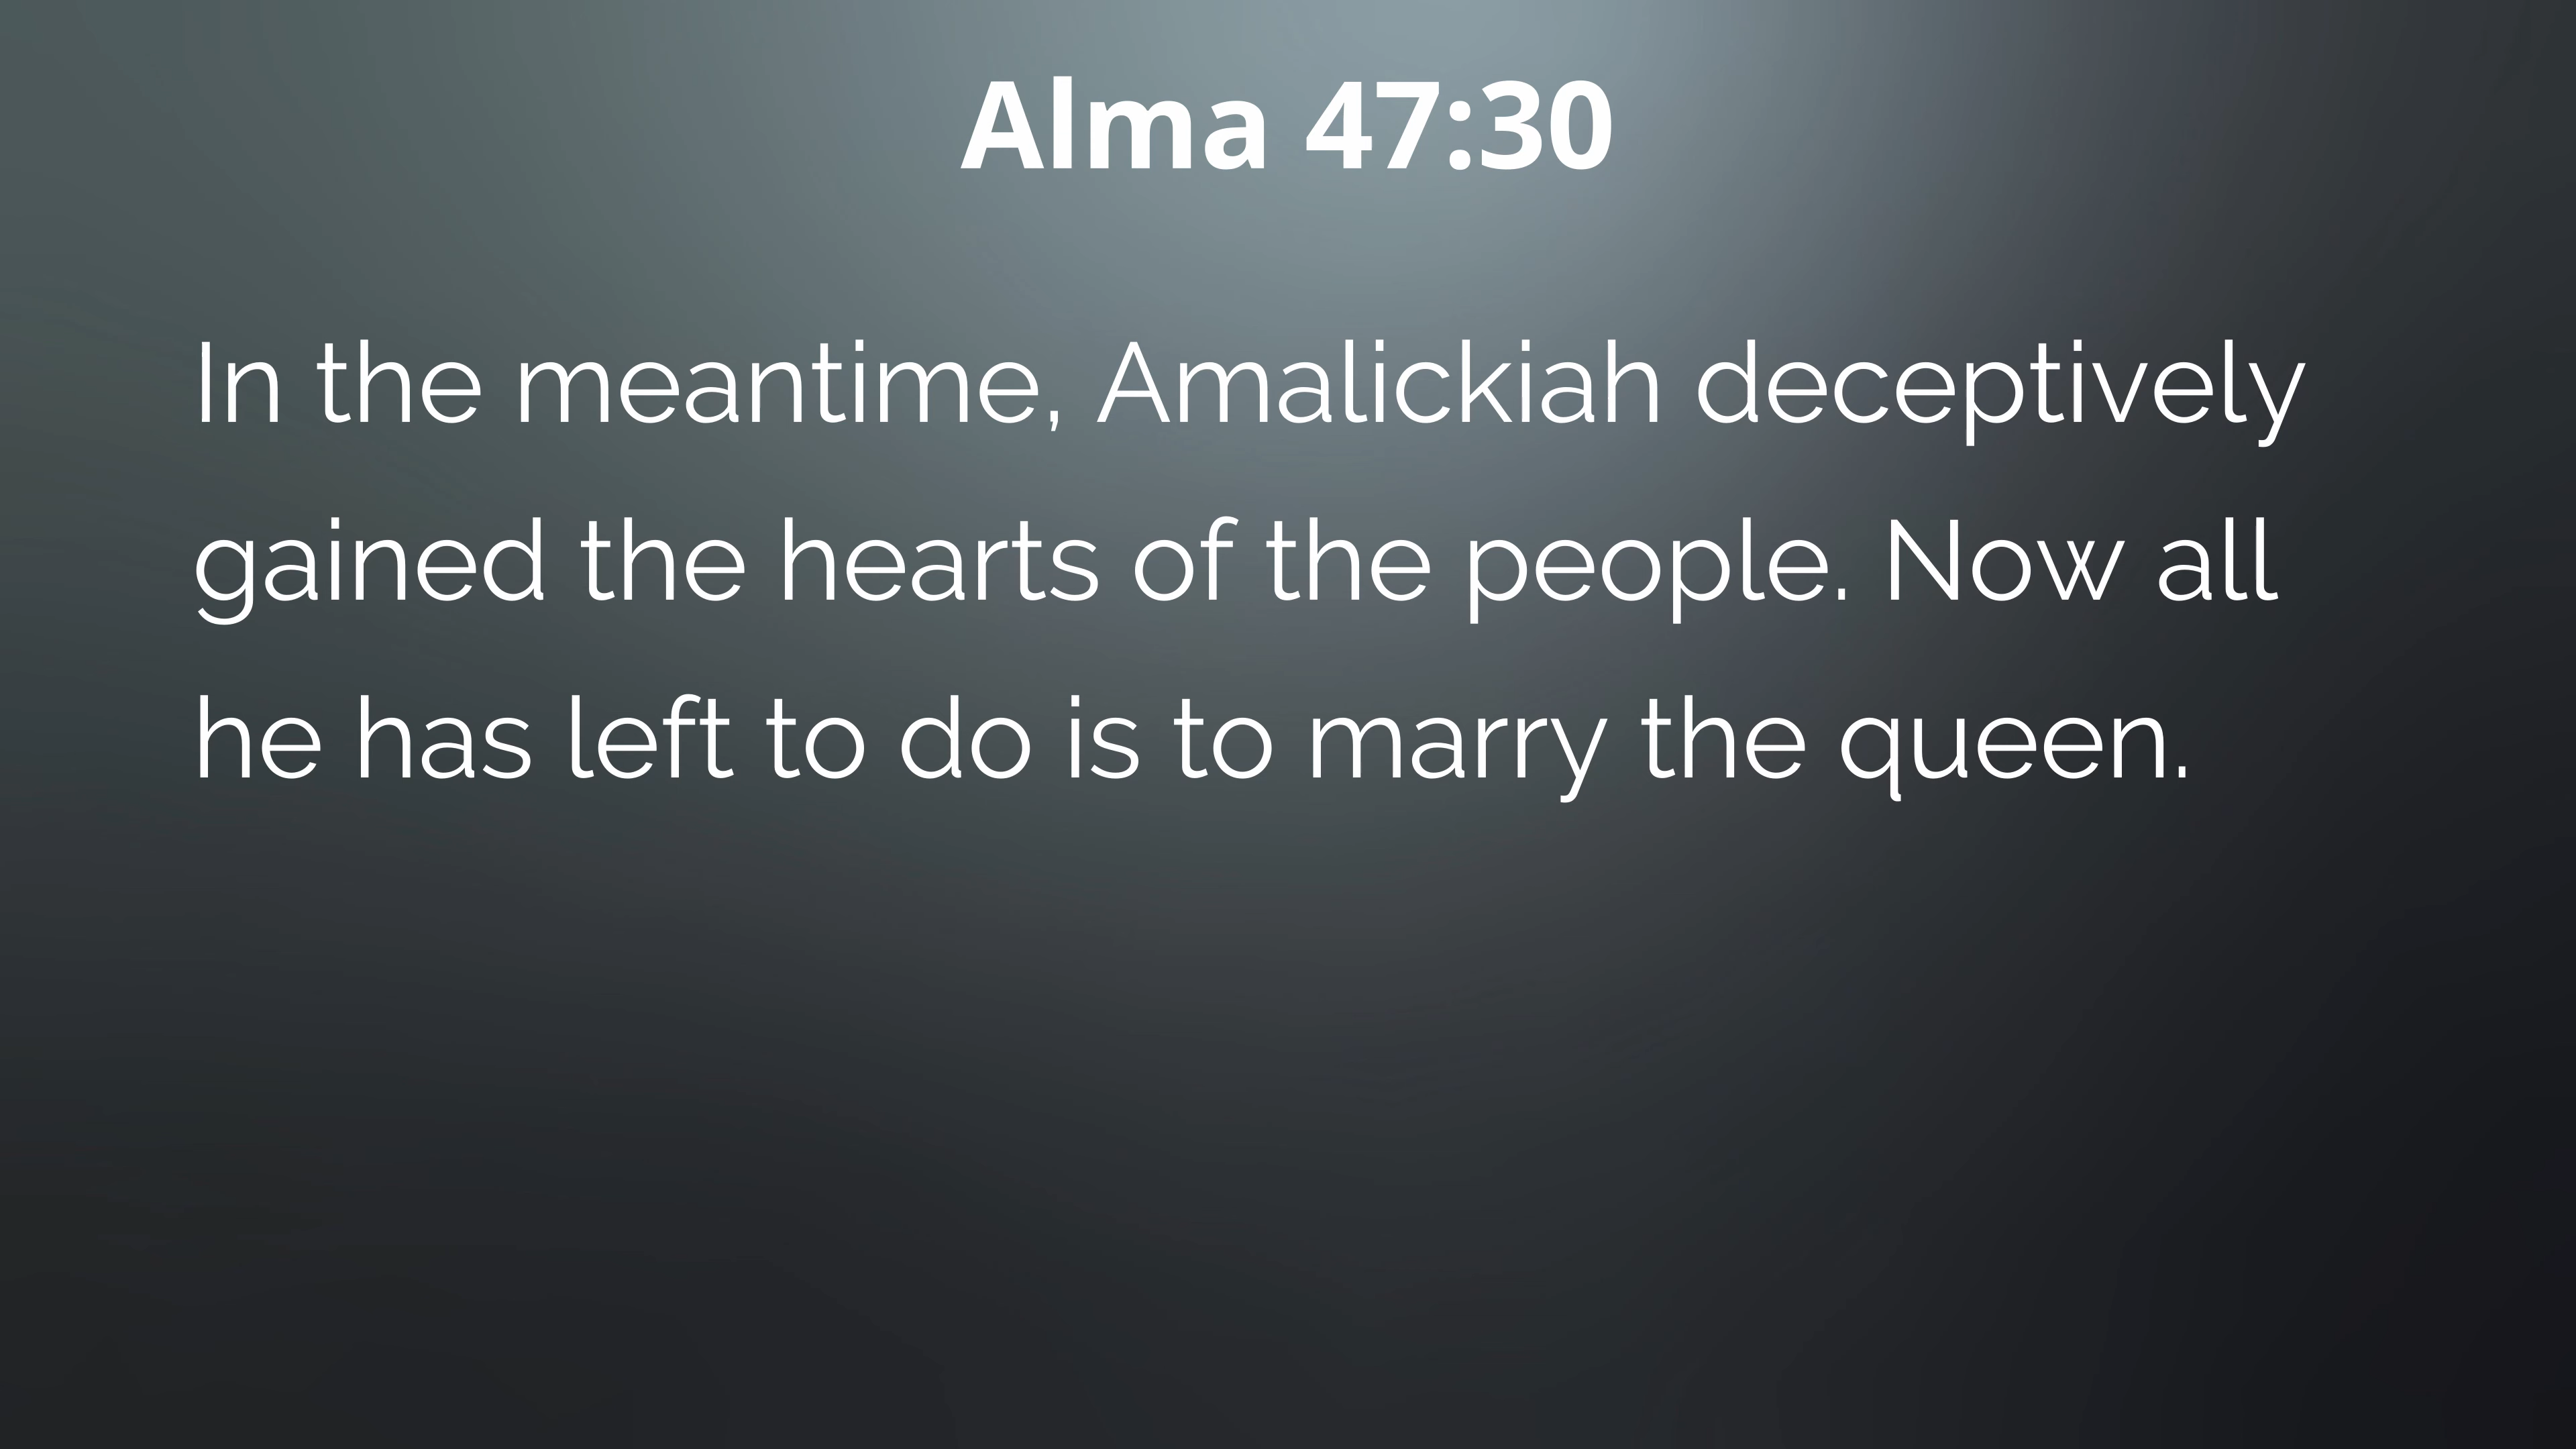 Alma 47:30
In the meantime, Amalickiah deceptively
gained the hearts of the people. Now all
he has left to do is to marry the queen.